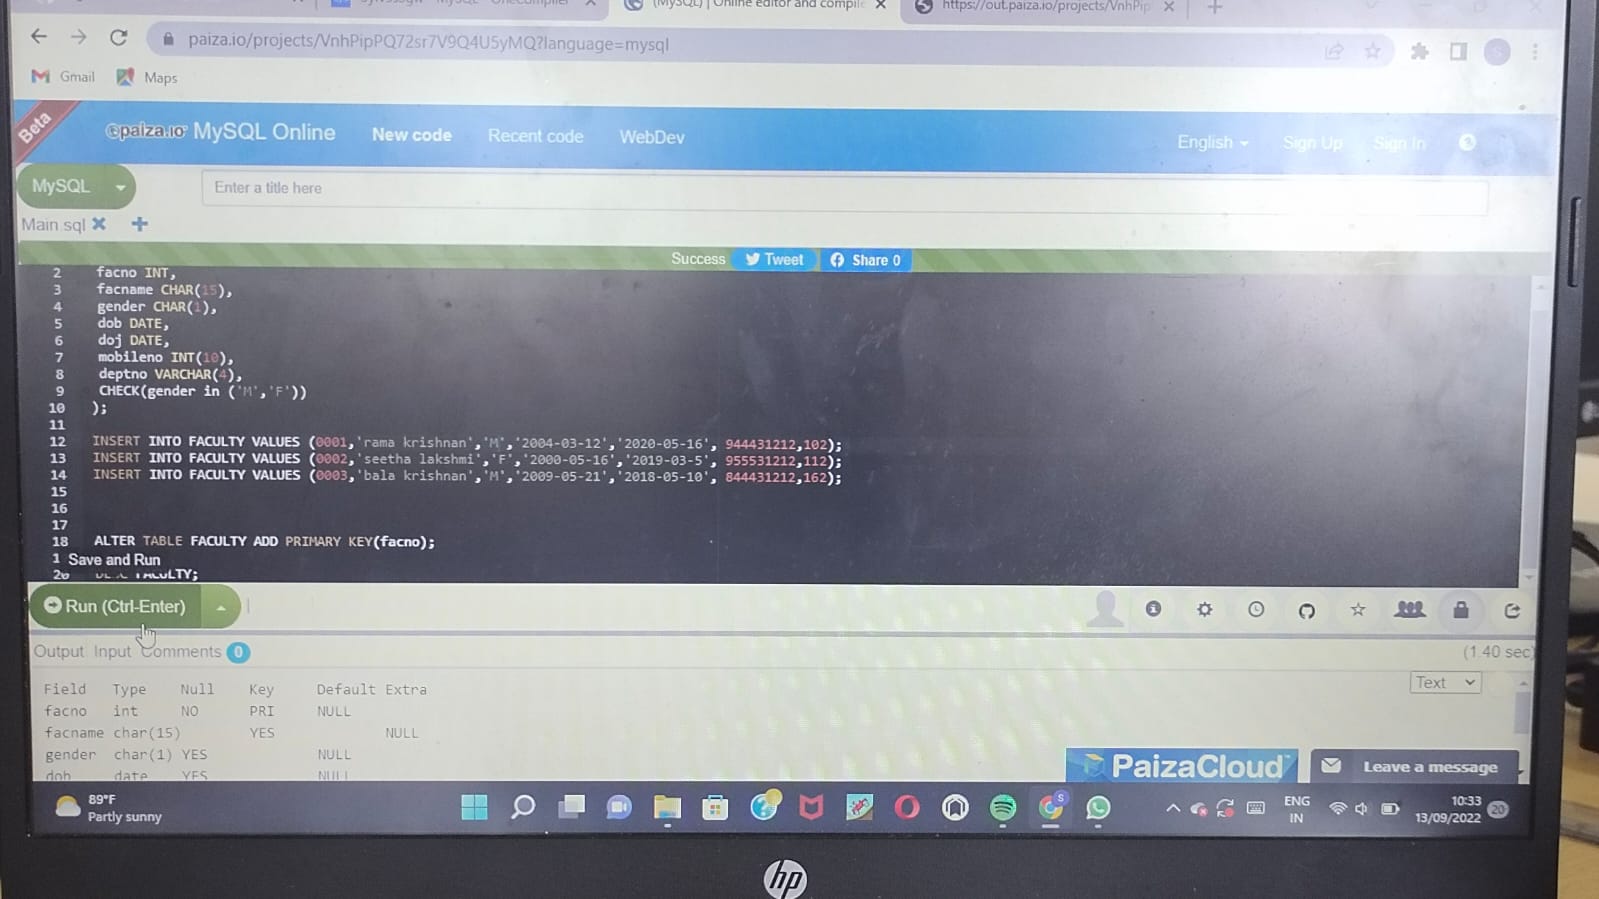 MySQL OneCompiler
(MySQL) | Online editor and compile
https://out.paiza.io/projects/VnhPip
paiza.io/projects/VnhPipPQ72sr7V9Q4U5yMQ?language=mysql
Gmail Maps
Beta
paiza.io MySQL Online New code Recent code WebDev English Sign Up Sign In
MySQL Enter a title here
Main.sql
Success Tweet Share 0
2 facno INT,
3 facname CHAR(15),
4 gender CHAR(1),
5 dob DATE,
6 doj DATE,
7 mobileno INT(10),
8 deptno VARCHAR(4),
9 CHECK(gender in ('M','F'))
10 );
11
12 INSERT INTO FACULTY VALUES (0001,'rama krishnan','M','2004-03-12','2020-05-16', 944431212,102);
13 INSERT INTO FACULTY VALUES (0002,'seetha lakshmi','F','2000-05-16','2019-03-5', 955531212,112);
14 INSERT INTO FACULTY VALUES (0003,'bala krishnan','M','2009-05-21','2018-05-10', 844431212,162);
15
16
17
18 ALTER TABLE FACULTY ADD PRIMARY KEY(facno);
1 Save and Run
20 FACULTY;
Run (Ctrl-Enter)
Output Input Comments 0 (1.40 sec)
Text
Field Type Null Key Default Extra
facno int NO PRI NULL
facname char(15) YES NULL
gender char(1) YES NULL
dob date YES NULL
PaizaCloud Leave a message
89°F
Partly sunny
S
ENG
IN
10:33
13/09/2022
20
hp